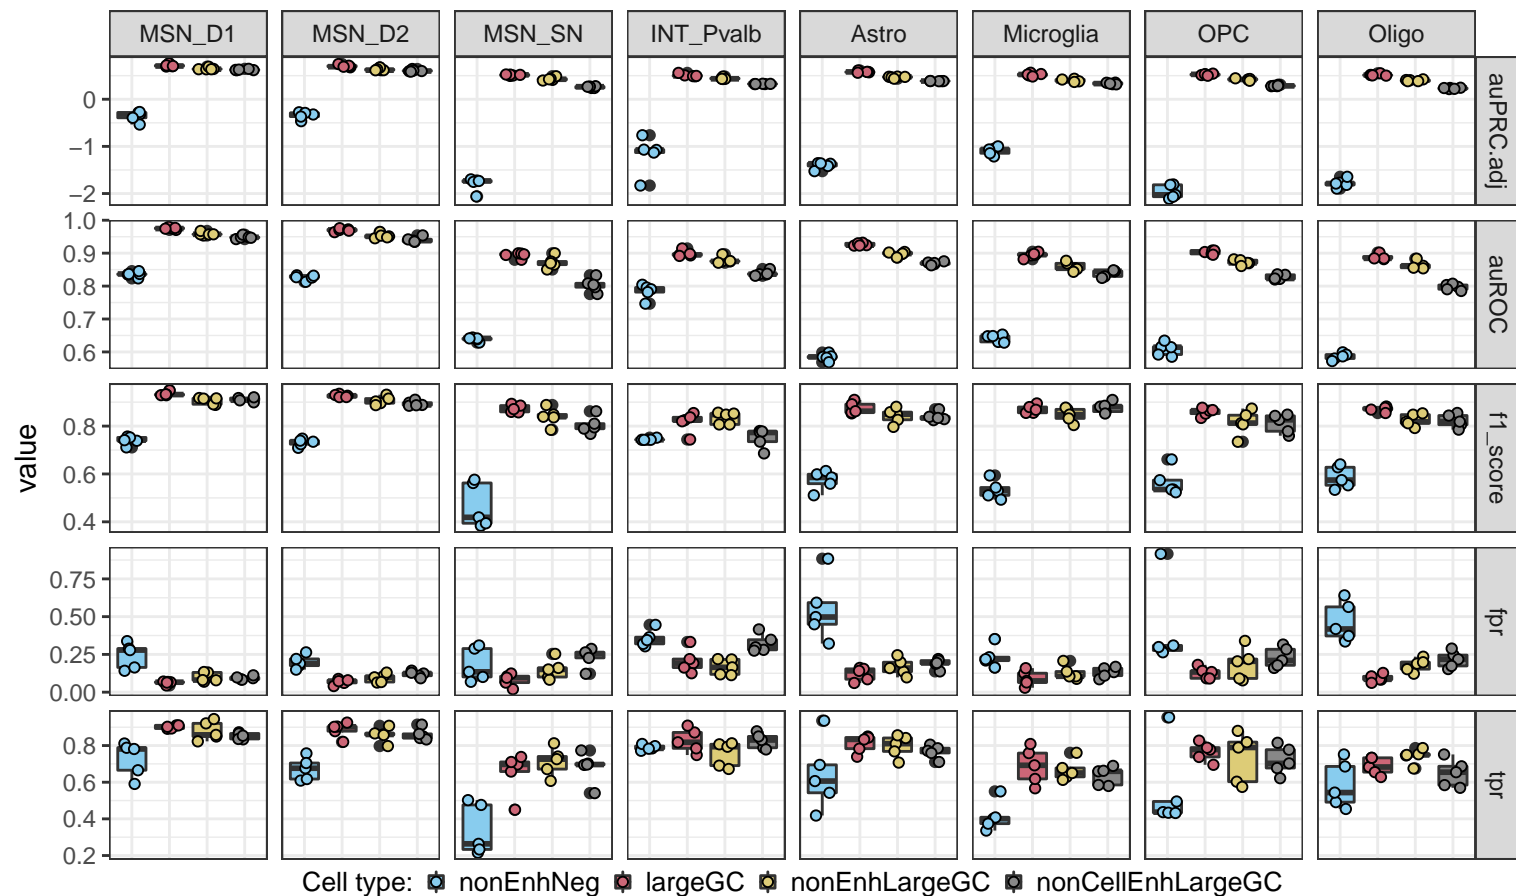 MSN_D1 MSN_D2 MSN_SN INT_Pvalb Astro Microglia OPC Oligo
0
−1
−2
auPRC.adj
1.0
0.9
0.8
0.7
0.6
auROC
value
0.8
0.6
0.4
f1_score
0.75
0.50
0.25
0.00
fpr
0.8
0.6
0.4
0.2
tpr
Cell type: nonEnhNeg largeGC nonEnhLargeGC nonCellEnhLargeGC